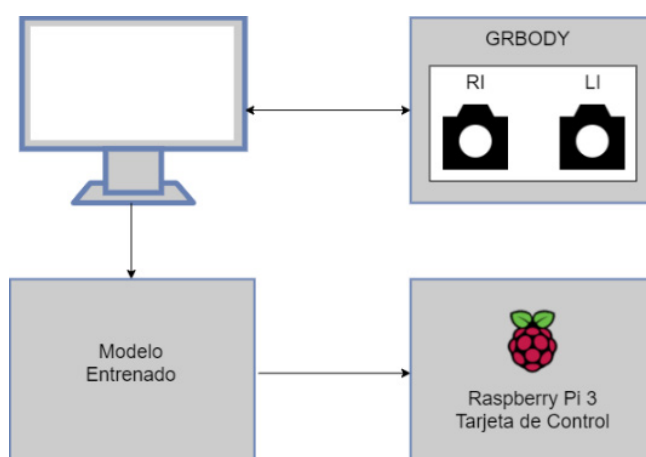 GRBODY
RI
LI
Modelo
Entrenado
Raspberry Pi 3
Tarjeta de Control